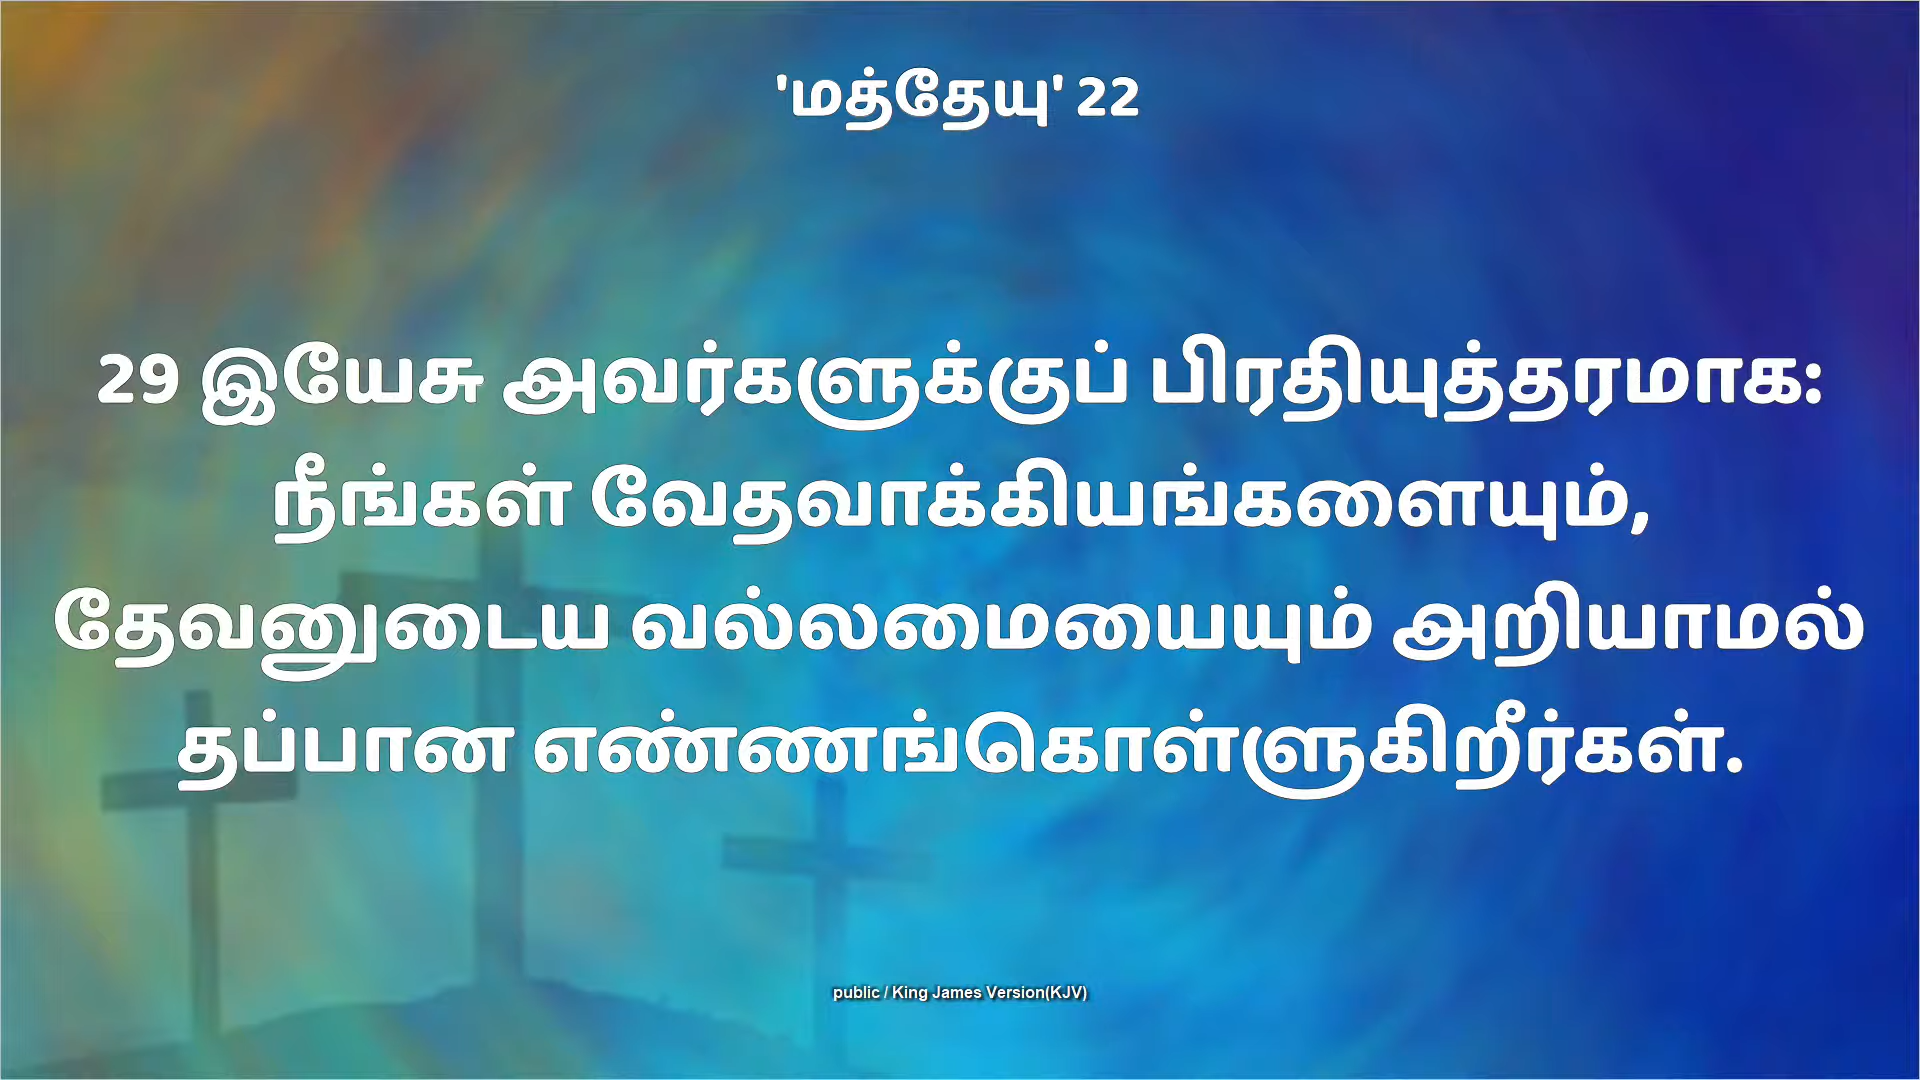 'மத்தேயு' 22
29 இயேசு அவர்களுக்குப் பிரதியுத்தரமாக:
நீங்கள் வேதவாக்கியங்களையும்,
தேவனுடைய வல்லமையையும் அறியாமல்
தப்பான எண்ணங்கொள்ளுகிறீர்கள்.
public / King James Version(KJV)